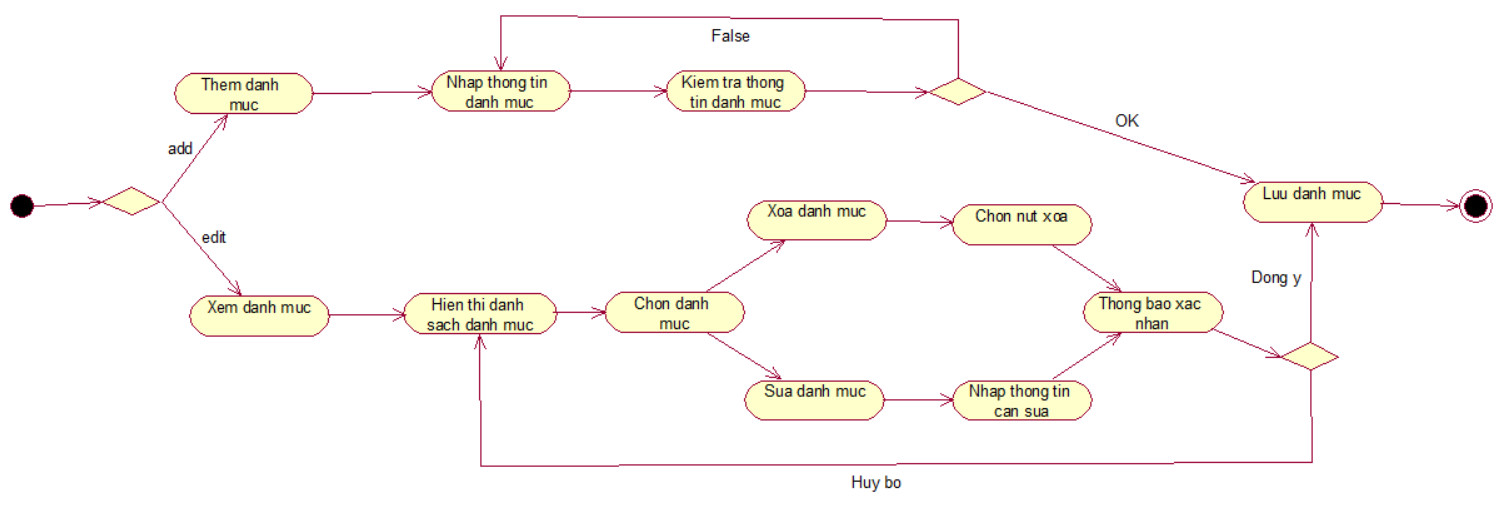 False
Them danh
muc
Nhap thong tin
danh muc
Kiem tra thong
tin danh muc
OK
add
edit
Luu danh muc
Xoa danh muc
Chon nut xoa
Dong y
Xem danh muc
Hien thi danh
sach danh muc
Chon danh
muc
Thong bao xac
nhan
Sua danh muc
Nhap thong tin
can sua
Huy bo